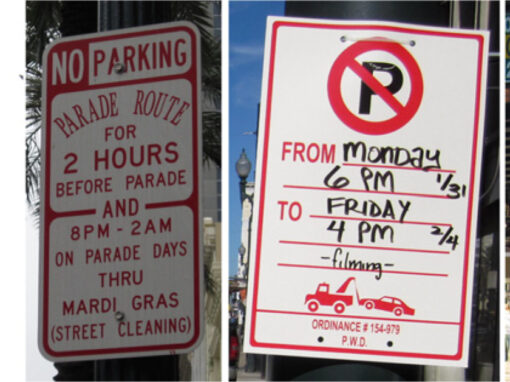 NO PARKING
PARADE ROUTE
FOR
2 HOURS
BEFORE PARADE
AND
8PM - 2AM
ON PARADE DAYS
THRU
MARDI GRAS
(STREET CLEANING)
P
FROM MONDAY
6 PM 1/31
TO FRIDAY
4 PM 2/4
-filming-
ORDINANCE # 154-979
P.W.D.